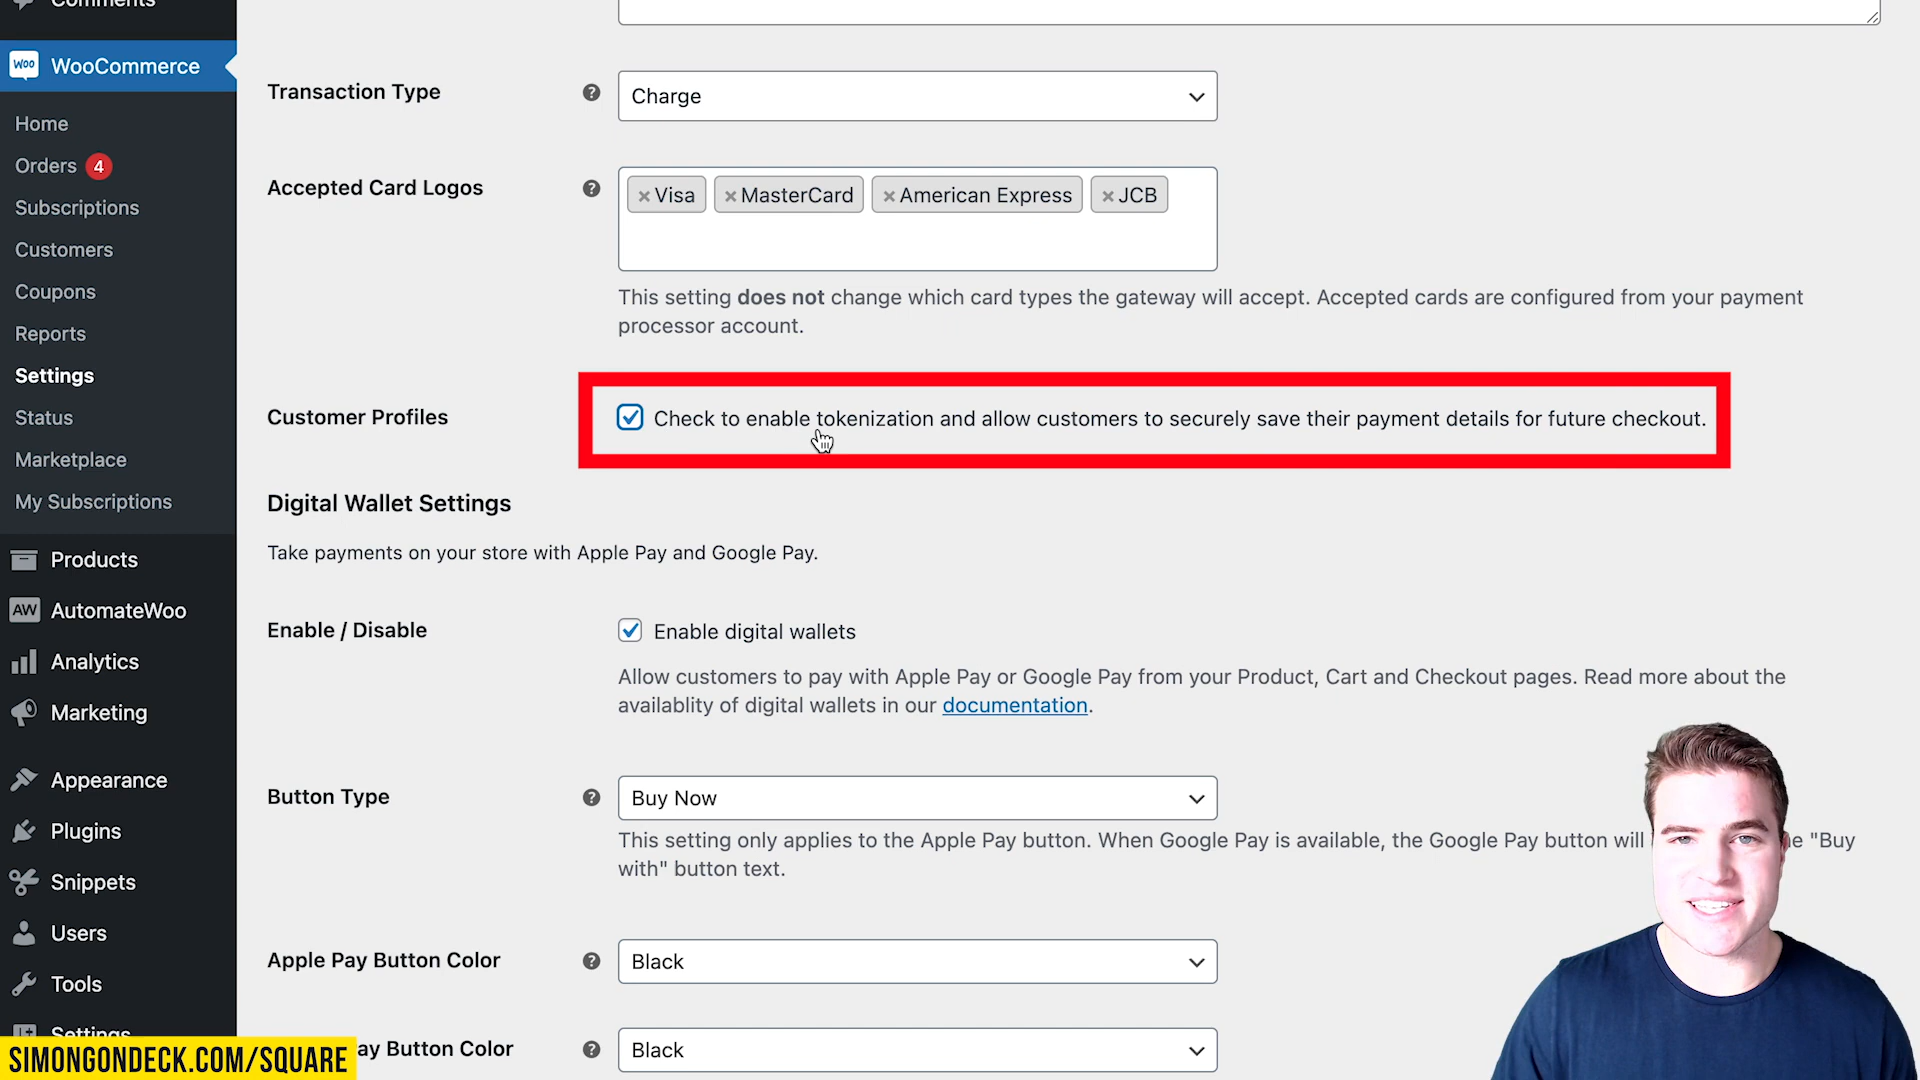 Comments
Woo WooCommerce
Home
Orders 4
Subscriptions
Customers
Coupons
Reports
Settings
Status
Marketplace
My Subscriptions
Products
AW AutomateWoo
Analytics
Marketing
Appearance
Plugins
Snippets
Users
Tools
Settings
Transaction Type ? Charge
Accepted Card Logos ? × Visa × MasterCard × American Express × JCB
This setting does not change which card types the gateway will accept. Accepted cards are configured from your payment
processor account.
Customer Profiles Check to enable tokenization and allow customers to securely save their payment details for future checkout.
Digital Wallet Settings
Take payments on your store with Apple Pay and Google Pay.
Enable / Disable Enable digital wallets
Allow customers to pay with Apple Pay or Google Pay from your Product, Cart and Checkout pages. Read more about the
availablity of digital wallets in our documentation.
Button Type ? Buy Now
This setting only applies to the Apple Pay button. When Google Pay is available, the Google Pay button will e "Buy
with" button text.
Apple Pay Button Color ? Black
ay Button Color ? Black
SIMONGONDECK.COM/SQUARE